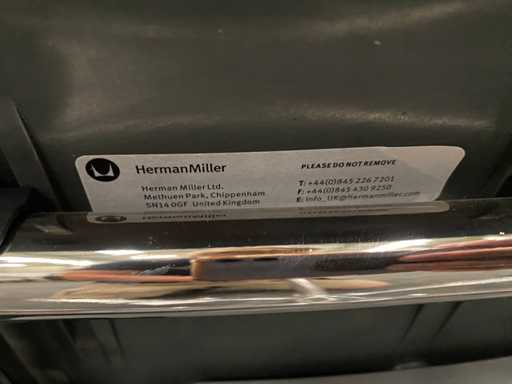 HermanMiller
Herman Miller Ltd.
Methuen Park, Chippenham
SN14 0GF United Kingdom
PLEASE DO NOT REMOVE
T: +44(0)845 226 7201
F: +44(0)845 430 9250
E: Info_UK@hermanmiller.com